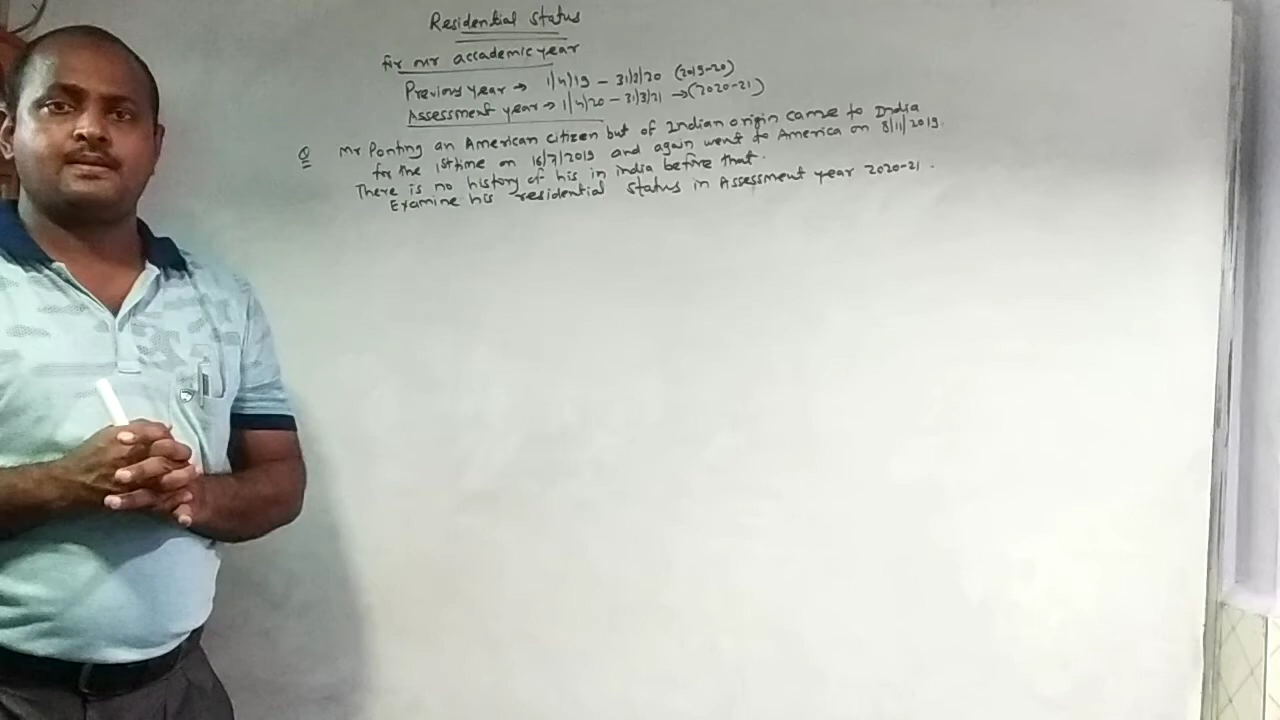 Residential Status
for our accademic year
Previous year → 1/4/19 - 31/3/20 (2019-20)
Assessment year → 1/4/20 - 31/3/21 → (2020-21)
Q Mr Ponting an American citizen but of Indian origin came to India
for the 1st time on 16/7/2019 and again went to America on 8/11/2019.
There is no history of his in india before that.
Examine his residential status in Assessment year 2020-21.